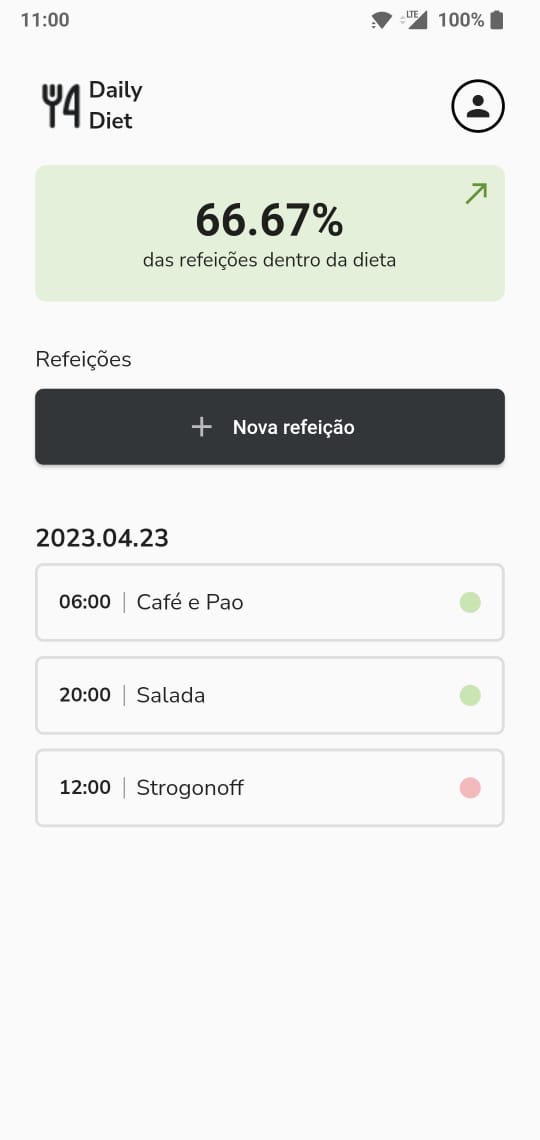 11:00
LTE
100%
Daily
Diet
66.67%
das refeições dentro da dieta
Refeições
Nova refeição
2023.04.23
06:00 | Café e Pao
20:00 | Salada
12:00 | Strogonoff